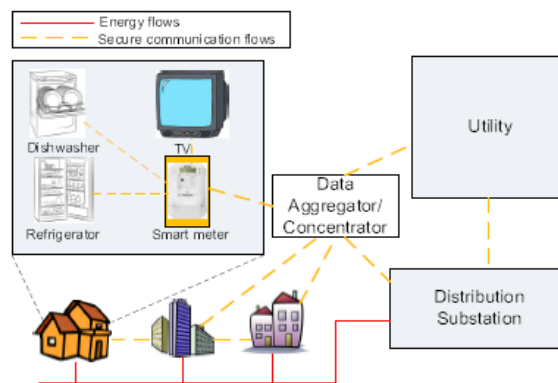 Energy flows
Secure communication flows
Dishwasher
TV
Refrigerator
Smart meter
Data
Aggregator/
Concentrator
Utility
Distribution
Substation